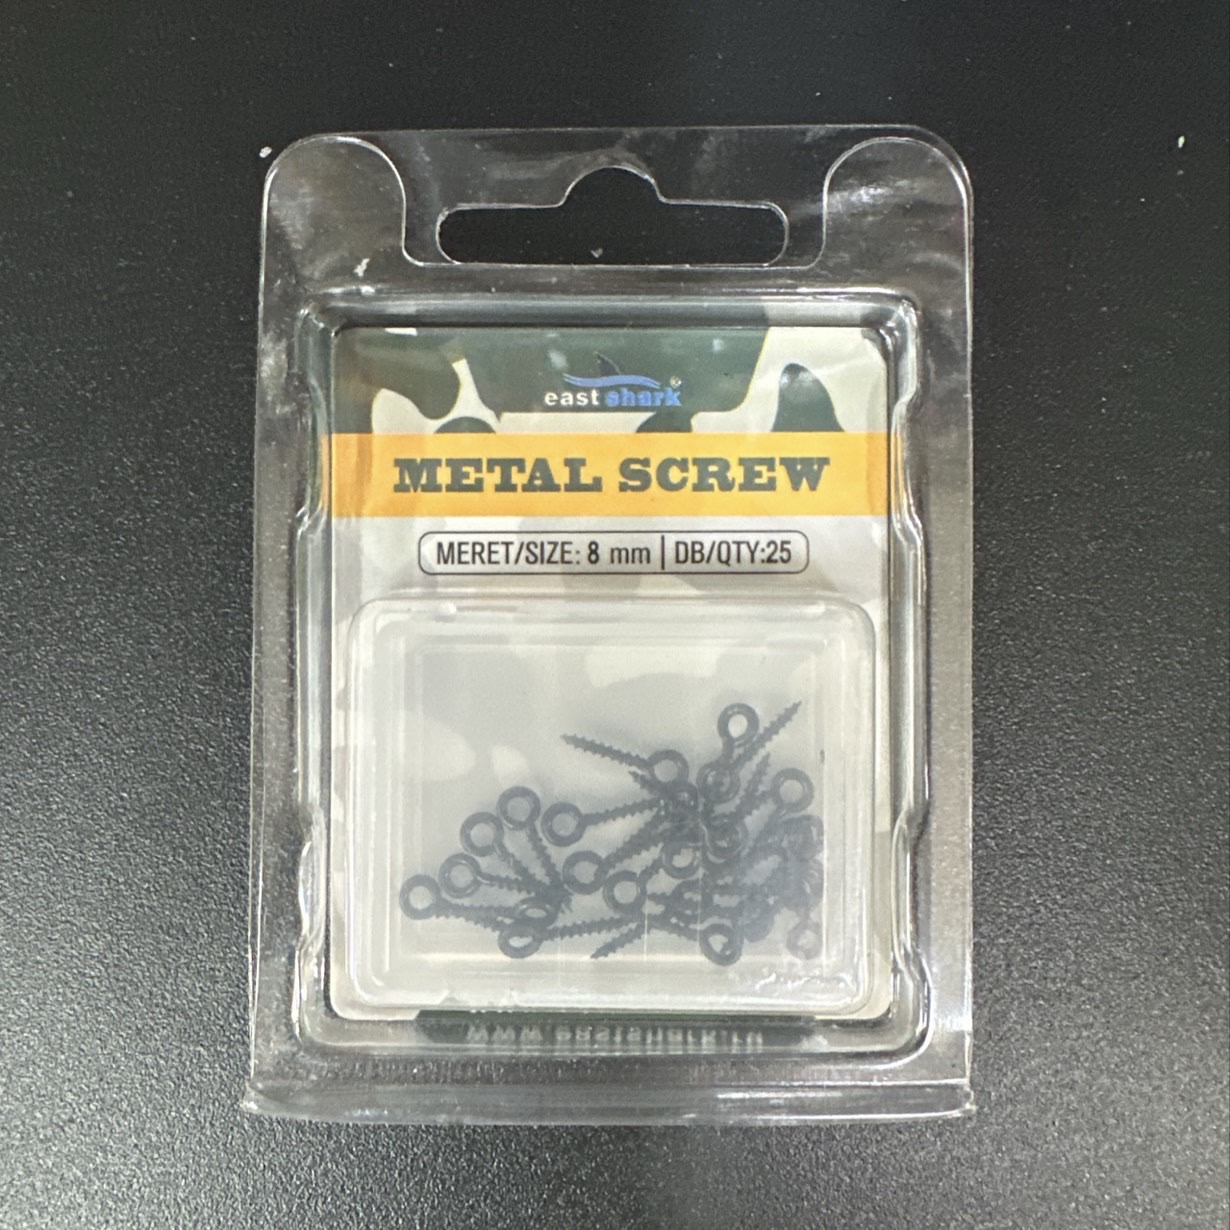 east shark®
METAL SCREW
MERET/SIZE: 8 mm | DB/QTY:25